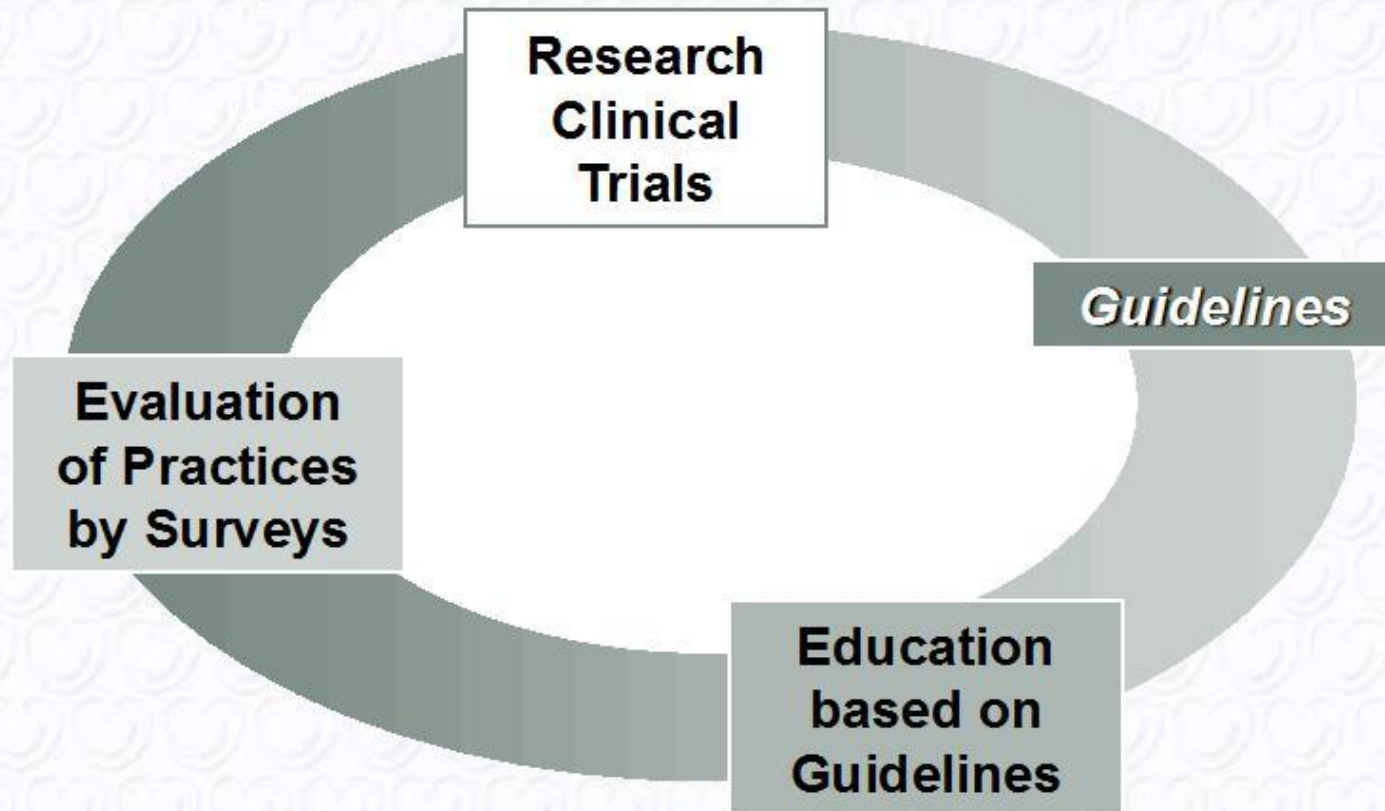 Research
Clinical
Trials
Guidelines
Evaluation
of Practices
by Surveys
Education
based on
Guidelines